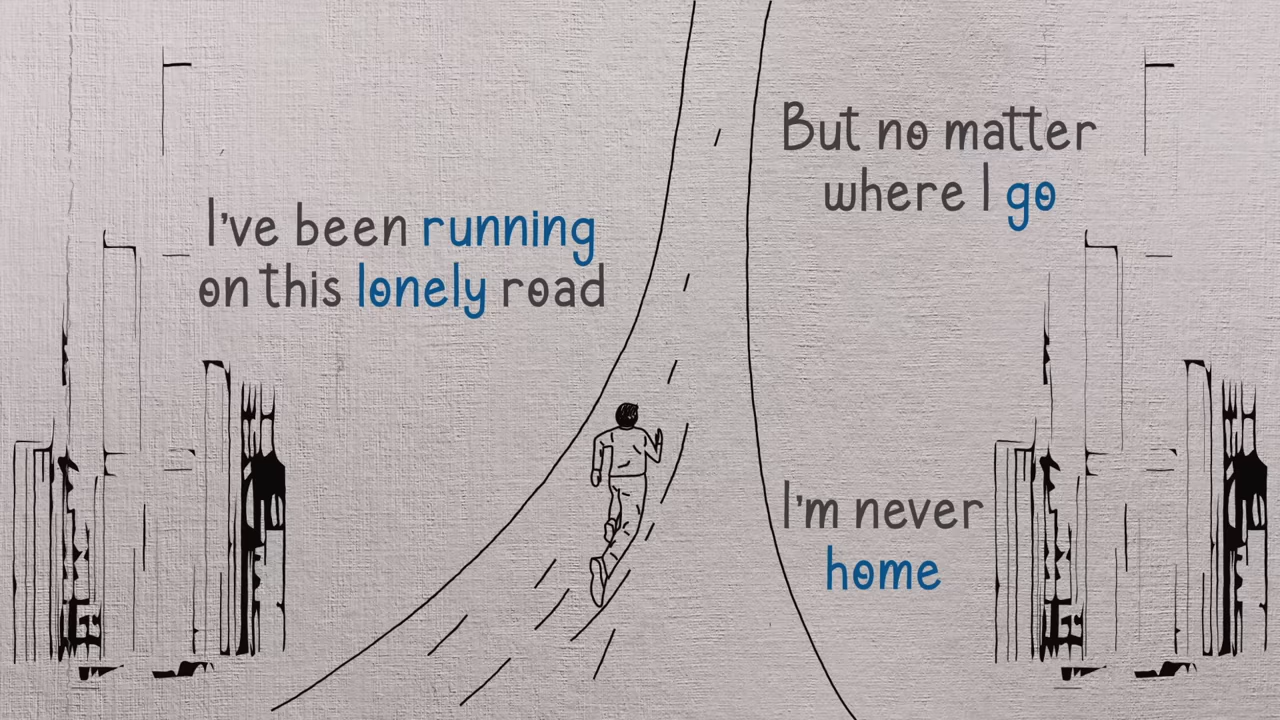 I've been running
on this lonely road
But no matter
where I go
I'm never
home